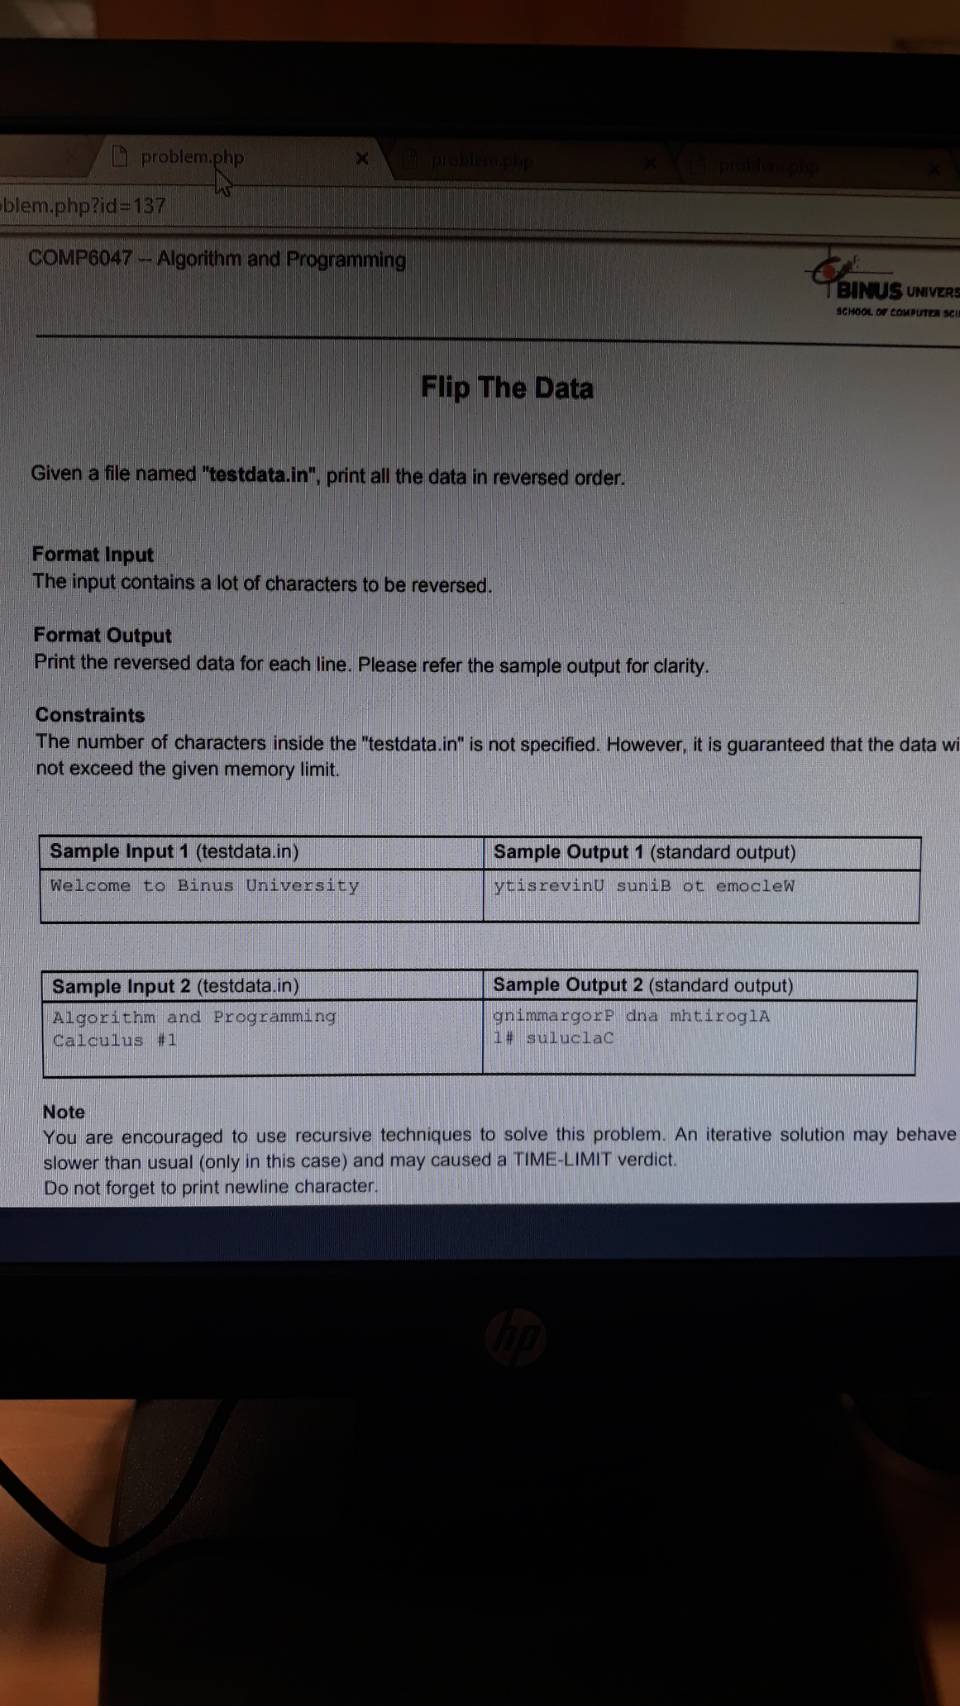 problem.php
problem.php
problem.php
blem.php?id=137
COMP6047 -- Algorithm and Programming
BINUS UNIVERS
SCHOOL OF COMPUTER SCI
Flip The Data
Given a file named "testdata.in", print all the data in reversed order.
Format Input
The input contains a lot of characters to be reversed.
Format Output
Print the reversed data for each line. Please refer the sample output for clarity.
Constraints
The number of characters inside the "testdata.in" is not specified. However, it is guaranteed that the data wi
not exceed the given memory limit.
Sample Input 1 (testdata.in) Sample Output 1 (standard output)
Welcome to Binus University ytisrevinU suniB ot emocleW
Sample Input 2 (testdata.in) Sample Output 2 (standard output)
Algorithm and Programming gnimmargorP dna mhtiroglA
Calculus #1 1# suluclaC
Note
You are encouraged to use recursive techniques to solve this problem. An iterative solution may behave
slower than usual (only in this case) and may caused a TIME-LIMIT verdict.
Do not forget to print newline character.
hp